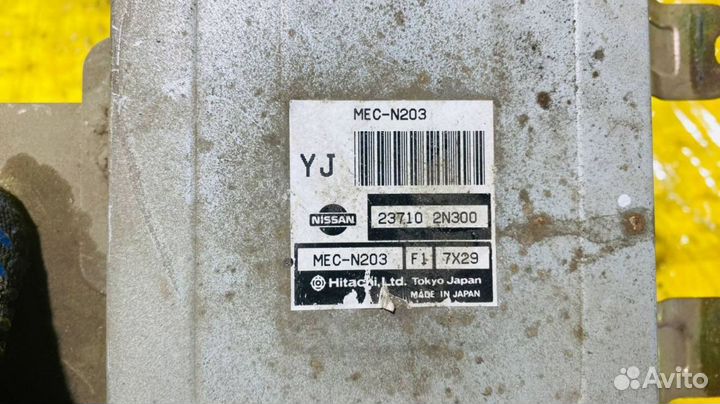 MEC-N203
YJ
NISSAN
23710 2N300
MEC-N203 F1 7X29
Hitachi, Ltd. Tokyo Japan
MADE IN JAPAN
Avito